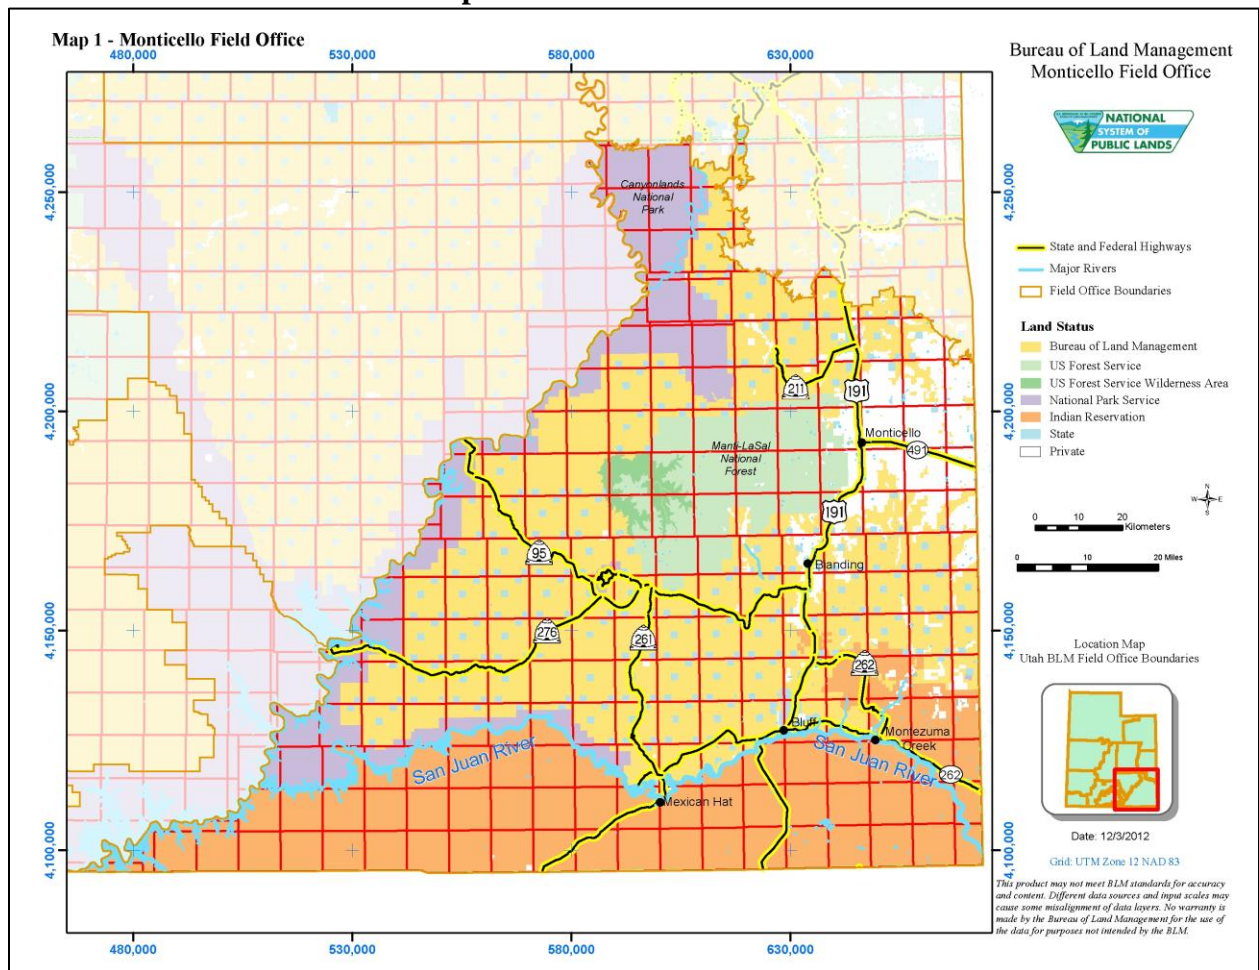 Map 1 - Monticello Field Office
480,000
530,000
580,000
630,000
4,250,000
4,200,000
4,150,000
4,100,000
4,250,000
4,200,000
4,150,000
4,100,000
480,000
530,000
580,000
630,000
Canyonlands
National
Park
211
191
Monticello
491
Manti-LaSal
National
Forest
191
95
Blanding
276
261
262
Bluff
Montezuma
Creek
San Juan River
San Juan River
262
Mexican Hat
Bureau of Land Management
Monticello Field Office
NATIONAL
SYSTEM OF
PUBLIC LANDS
State and Federal Highways
Major Rivers
Field Office Boundaries
Land Status
Bureau of Land Management
US Forest Service
US Forest Service Wilderness Area
National Park Service
Indian Reservation
State
Private
N
W E
S
0 10 20
Kilometers
0 10 20 Miles
Location Map
Utah BLM Field Office Boundaries
Date: 12/3/2012
Grid: UTM Zone 12 NAD 83
This product may not meet BLM standards for accuracy
and content. Different data sources and input scales may
cause some misalignment of data layers. No warranty is
made by the Bureau of Land Management for the use of
the data for purposes not intended by the BLM.